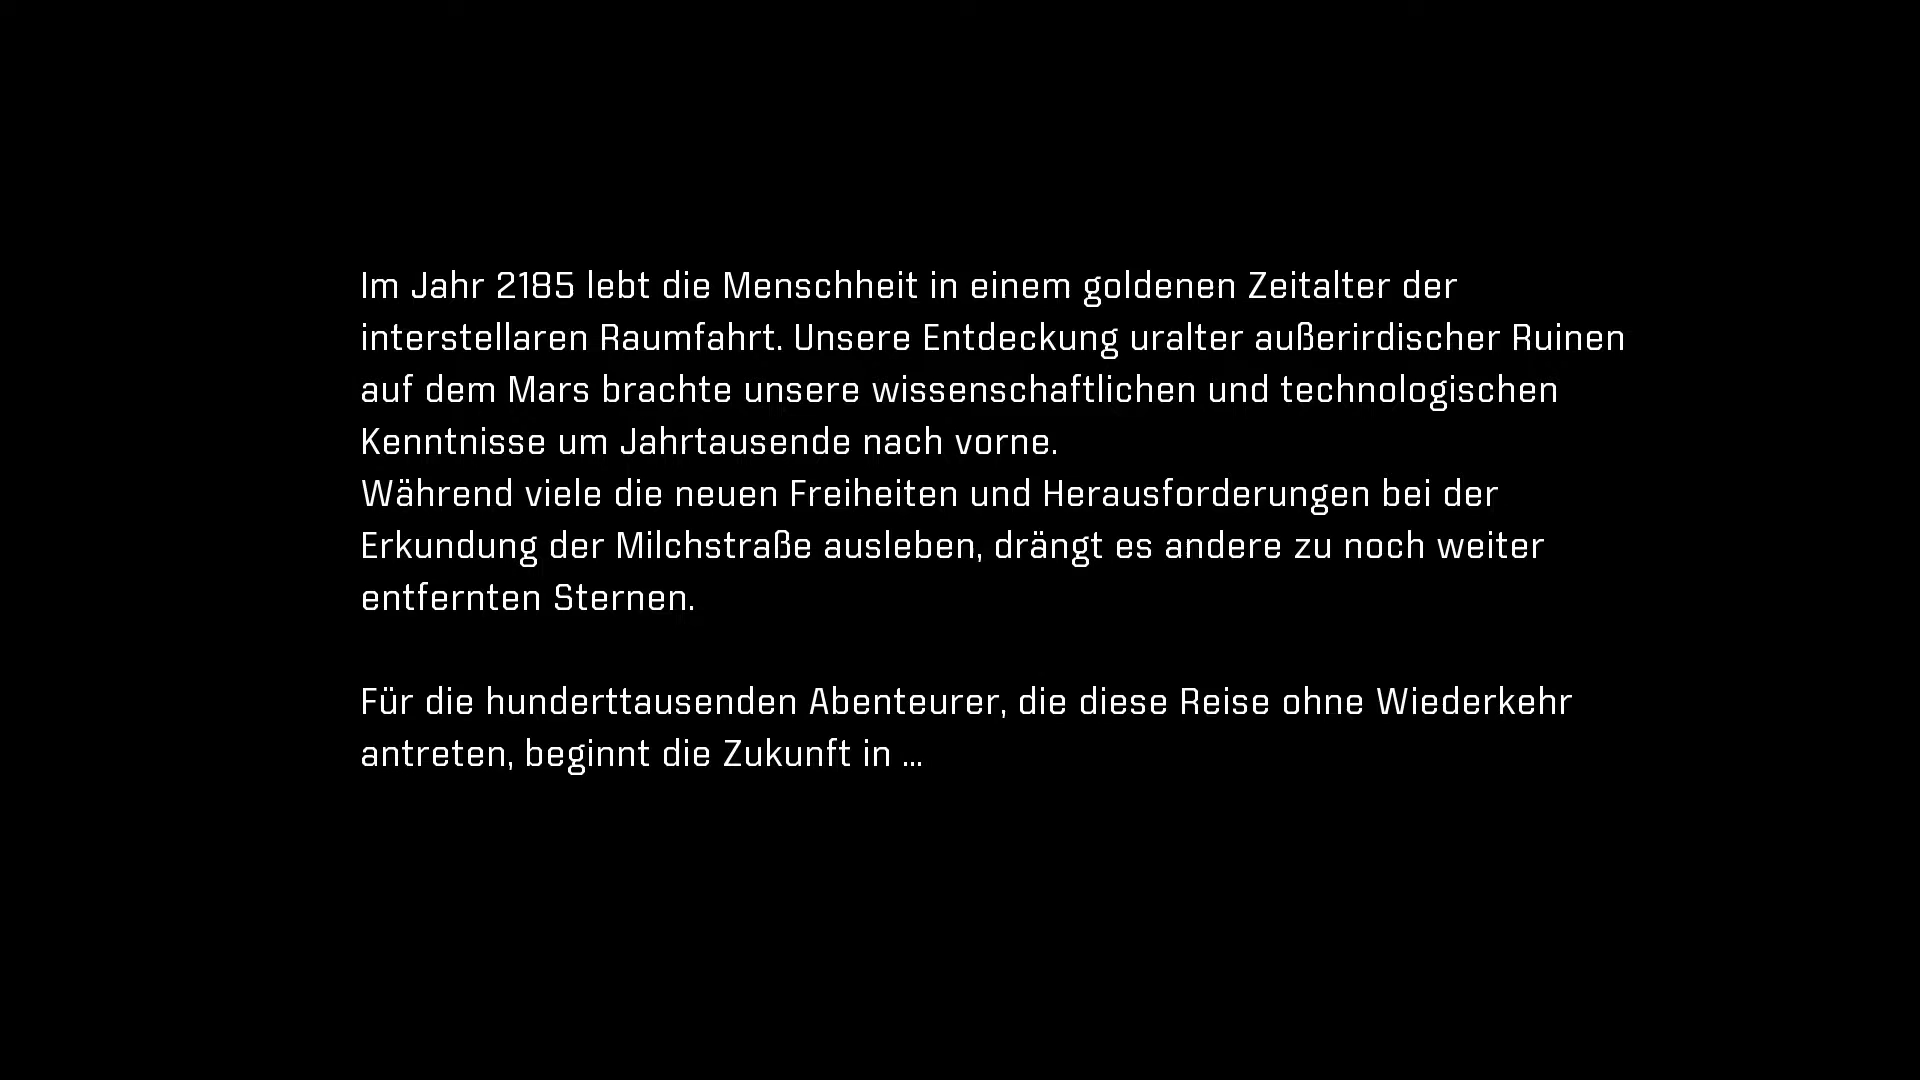 Im Jahr 2185 lebt die Menschheit in einem goldenen Zeitalter der
interstellaren Raumfahrt. Unsere Entdeckung uralter außerirdischer Ruinen
auf dem Mars brachte unsere wissenschaftlichen und technologischen
Kenntnisse um Jahrtausende nach vorne.
Während viele die neuen Freiheiten und Herausforderungen bei der
Erkundung der Milchstraße ausleben, drängt es andere zu noch weiter
entfernten Sternen.
Für die hunderttausenden Abenteurer, die diese Reise ohne Wiederkehr
antreten, beginnt die Zukunft in ...